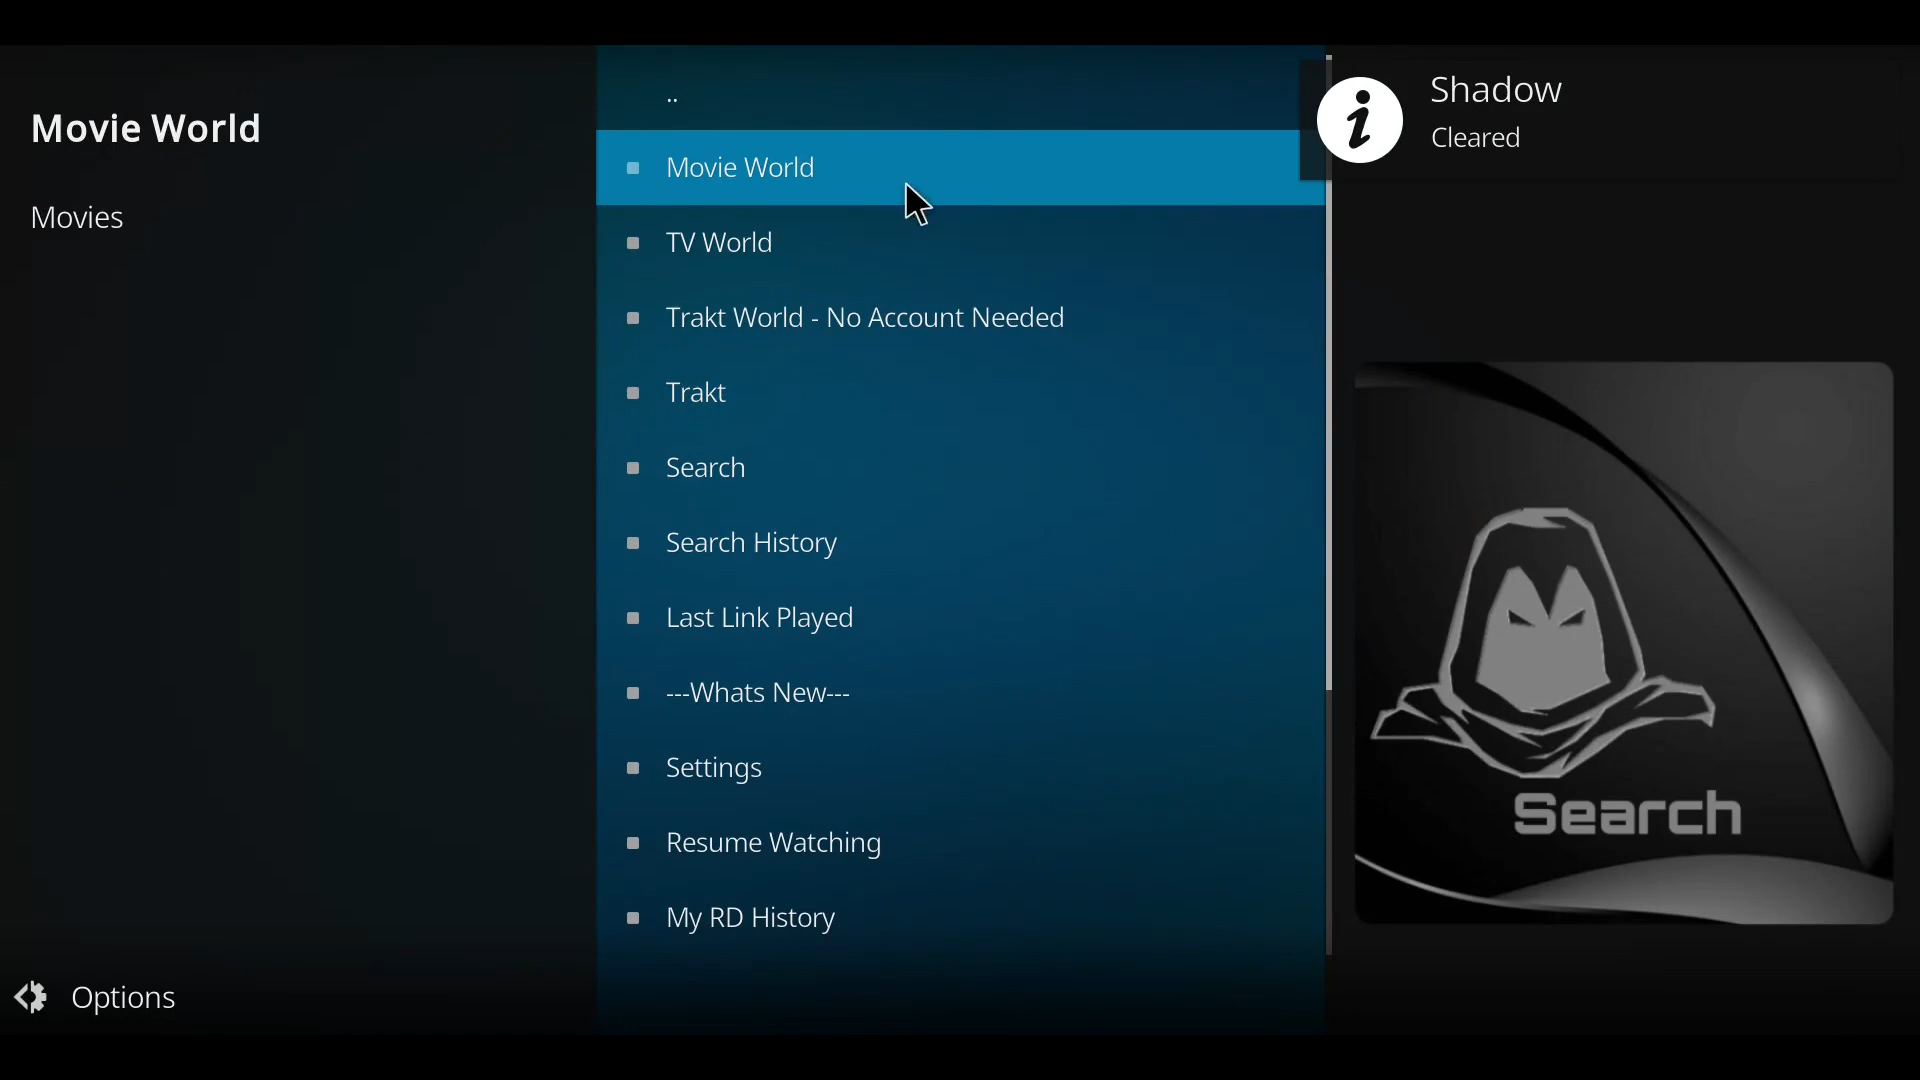 Movie World
Movies
..
Movie World
TV World
Trakt World - No Account Needed
Trakt
Search
Search History
Last Link Played
---Whats New---
Settings
Resume Watching
My RD History
Shadow
Cleared
Search
Options